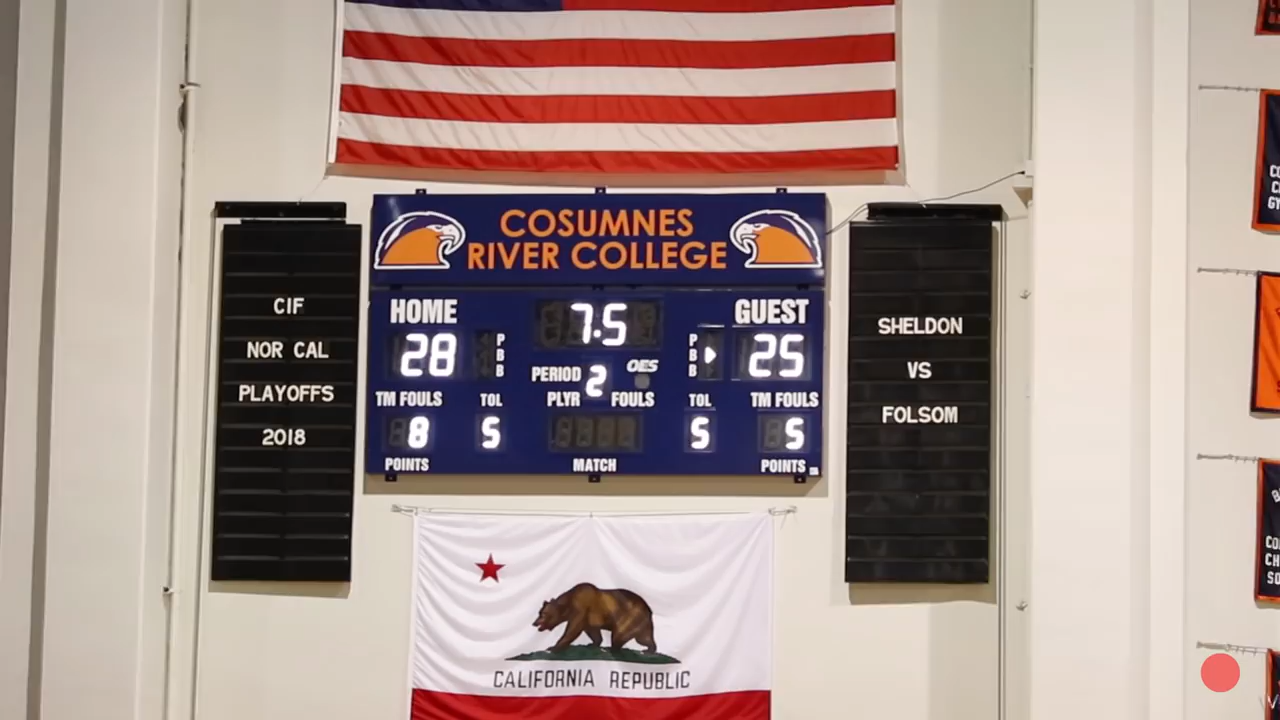 COSUMNES
RIVER COLLEGE
CIF
NOR CAL
PLAYOFFS
2018
HOME
7.5
GUEST
28
P
B
B
P
B
B
25
PERIOD 2
OES
TM FOULS
TOL
PLYR
FOULS
TOL
TM FOULS
8
5
5
5
POINTS
MATCH
POINTS
SHELDON
VS
FOLSOM
CALIFORNIA REPUBLIC